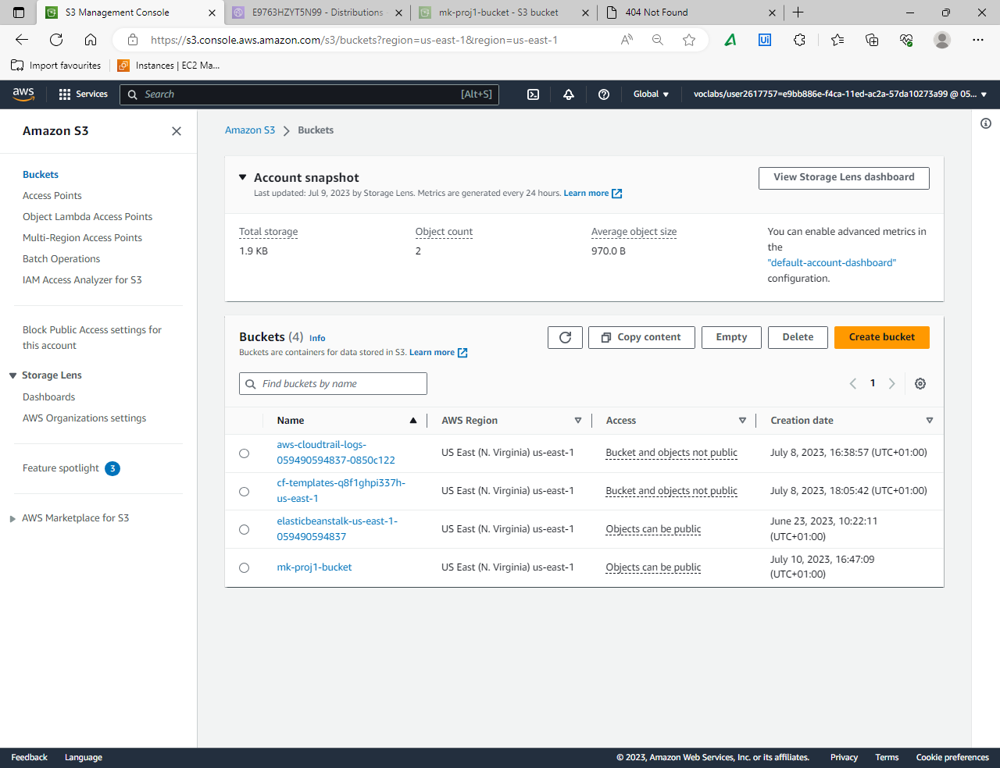 S3 Management Console
E9763HZYT5N99 - Distributions
mk-proj1-bucket - S3 bucket
404 Not Found
https://s3.console.aws.amazon.com/s3/buckets?region=us-east-1&region=us-east-1
Import favourites
Instances | EC2 Ma...
aws
Services
Search
[Alt+S]
Global
voclabs/user2617757=e9bb886e-f4ca-11ed-ac2a-57da10273a99 @ 05...
Amazon S3
Buckets
Access Points
Object Lambda Access Points
Multi-Region Access Points
Batch Operations
IAM Access Analyzer for S3
Block Public Access settings for
this account
Storage Lens
Dashboards
AWS Organizations settings
Feature spotlight 3
AWS Marketplace for S3
Amazon S3 > Buckets
Account snapshot
Last updated: Jul 9, 2023 by Storage Lens. Metrics are generated every 24 hours. Learn more
View Storage Lens dashboard
Total storage
1.9 KB
Object count
2
Average object size
970.0 B
You can enable advanced metrics in
the
"default-account-dashboard"
configuration.
Buckets (4) Info
Buckets are containers for data stored in S3. Learn more
Copy content
Empty
Delete
Create bucket
Find buckets by name
1
Name
AWS Region
Access
Creation date
aws-cloudtrail-logs-
059490594837-0850c122
US East (N. Virginia) us-east-1
Bucket and objects not public
July 8, 2023, 16:38:57 (UTC+01:00)
cf-templates-q8f1ghpi337h-
us-east-1
US East (N. Virginia) us-east-1
Bucket and objects not public
July 8, 2023, 18:05:42 (UTC+01:00)
elasticbeanstalk-us-east-1-
059490594837
US East (N. Virginia) us-east-1
Objects can be public
June 23, 2023, 10:22:11
(UTC+01:00)
mk-proj1-bucket
US East (N. Virginia) us-east-1
Objects can be public
July 10, 2023, 16:47:09
(UTC+01:00)
Feedback
Language
© 2023, Amazon Web Services, Inc. or its affiliates.
Privacy
Terms
Cookie preferences